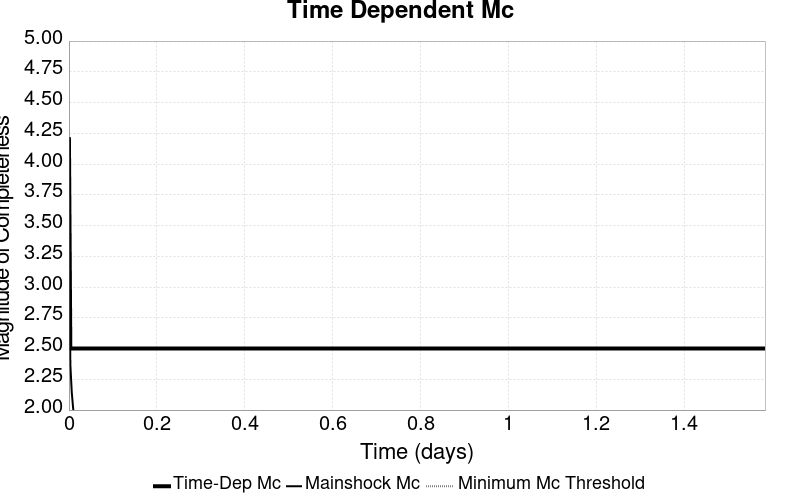 Time Dependent Mc
5.00
4.75
4.50
4.25
4.00
3.75
3.50
3.25
3.00
2.75
2.50
2.25
2.00
Magnitude of Completeness
0 0.2 0.4 0.6 0.8 1 1.2 1.4
Time (days)
Time-Dep Mc Mainshock Mc Minimum Mc Threshold